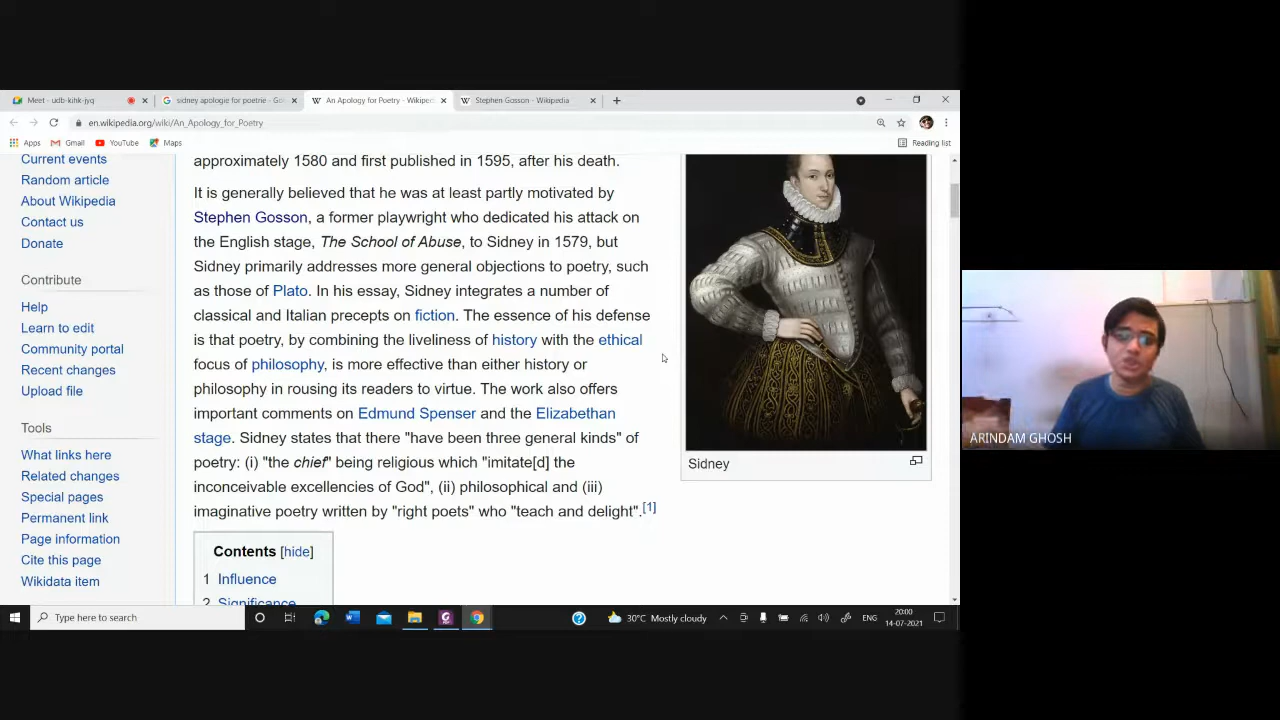 Meet - udb-kihk-jyq
sidney apologie for poetrie - Go
An Apology for Poetry - Wikiped
Stephen Gosson - Wikipedia
en.wikipedia.org/wiki/An_Apology_for_Poetry
Apps Gmail YouTube Maps Reading list
Current events
Random article
About Wikipedia
Contact us
Donate
Contribute
Help
Learn to edit
Community portal
Recent changes
Upload file
Tools
What links here
Related changes
Special pages
Permanent link
Page information
Cite this page
Wikidata item
approximately 1580 and first published in 1595, after his death.
It is generally believed that he was at least partly motivated by
Stephen Gosson, a former playwright who dedicated his attack on
the English stage, The School of Abuse, to Sidney in 1579, but
Sidney primarily addresses more general objections to poetry, such
as those of Plato. In his essay, Sidney integrates a number of
classical and Italian precepts on fiction. The essence of his defense
is that poetry, by combining the liveliness of history with the ethical
focus of philosophy, is more effective than either history or
philosophy in rousing its readers to virtue. The work also offers
important comments on Edmund Spenser and the Elizabethan
stage. Sidney states that there "have been three general kinds" of
poetry: (i) "the chief" being religious which "imitate[d] the
inconceivable excellencies of God", (ii) philosophical and (iii)
imaginative poetry written by "right poets" who "teach and delight".[1]
Contents [hide]
1 Influence
2 Significance
Sidney
ARINDAM GHOSH
Type here to search
30°C Mostly cloudy
ENG
20:00
14-07-2021